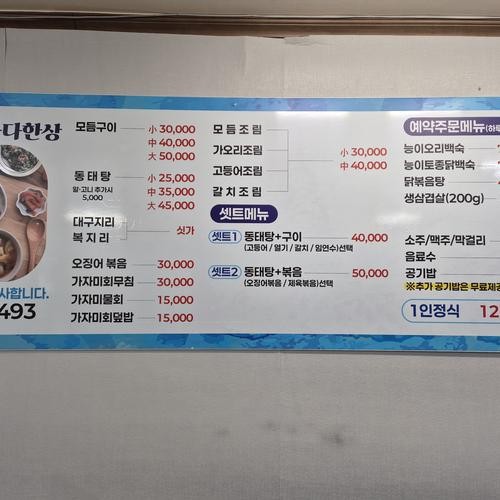 다한상
사합니다.
493
모듬구이 小 30,000
中 40,000
大 50,000
동태탕 小 25,000
알·고니 추가시 中 35,000
5,000 大 45,000
대구지리
복지리 싯가
오징어 볶음 30,000
가자미회무침 30,000
가자미물회 15,000
가자미회덮밥 15,000
모듬조림
가오리조림 小 30,000
고등어조림 中 40,000
갈치조림
셋트메뉴
셋트1 동태탕+구이 40,000
(고등어 / 열기 / 갈치 / 임연수)선택
셋트2 동태탕+볶음 50,000
(오징어볶음 / 제육볶음)선택
예약주문메뉴
능이오리백숙
능이토종닭백숙
닭볶음탕
생삼겹살(200g)
소주/맥주/막걸리
음료수
공기밥
※추가 공기밥은 무료제공
1인정식 12